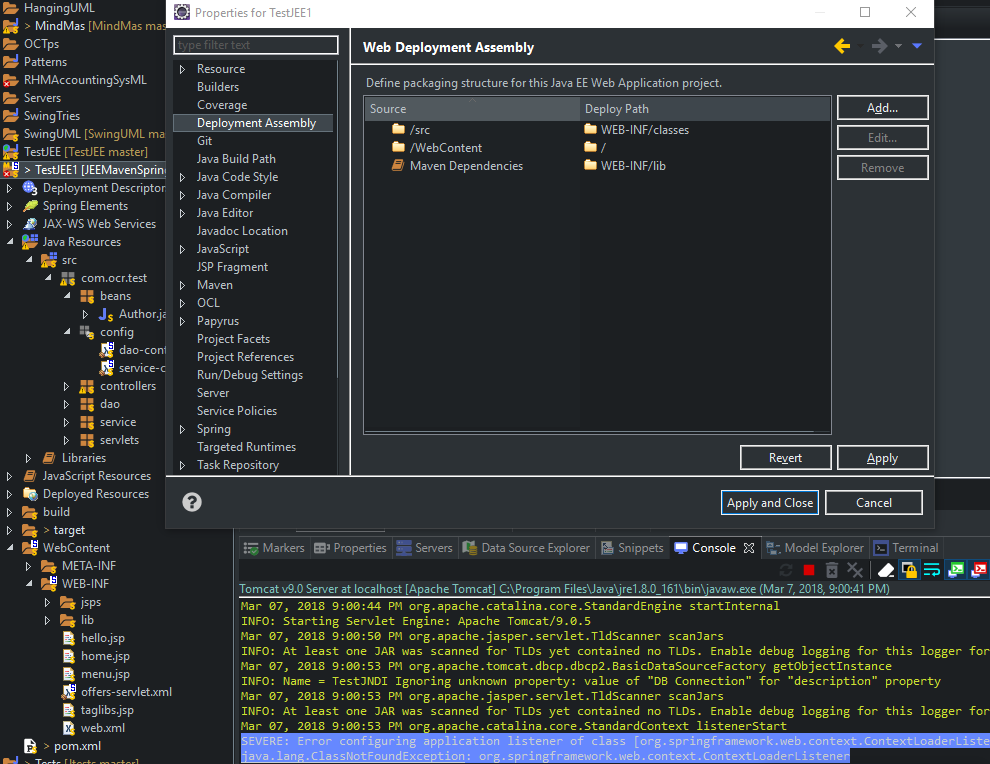 HangingUML
> MindMas [MindMap mas
OCTps
Patterns
RHMAccountingSysML
Servers
SwingTries
SwingUML [SwingUML ma
TestJEE [TestJEE master]
> TestJEE1 [JEEMavenSprin
Deployment Descriptor
Spring Elements
JAX-WS Web Services
Java Resources
src
com.ocr.test
beans
Author.ja
config
dao-conf
service-c
controllers
dao
service
servlets
Libraries
JavaScript Resources
Deployed Resources
build
> target
WebContent
META-INF
WEB-INF
jsps
lib
hello.jsp
home.jsp
menu.jsp
offers-servlet.xml
taglibs.jsp
web.xml
> pom.xml
> Tests [Jtests master]
Properties for TestJEE1
type filter text
Resource
Builders
Coverage
Deployment Assembly
Git
Java Build Path
Java Code Style
Java Compiler
Java Editor
Javadoc Location
JavaScript
JSP Fragment
Maven
OCL
Papyrus
Project Facets
Project References
Run/Debug Settings
Server
Service Policies
Spring
Targeted Runtimes
Task Repository
Web Deployment Assembly
Define packaging structure for this Java EE Web Application project.
Source Deploy Path
/src WEB-INF/classes
/WebContent /
Maven Dependencies WEB-INF/lib
Add...
Edit...
Remove
Revert Apply
Apply and Close Cancel
Markers Properties Servers Data Source Explorer Snippets Console Model Explorer Terminal
Tomcat v9.0 Server at localhost [Apache Tomcat] C:\Program Files\Java\jre1.8.0_161\bin\javaw.exe (Mar 7, 2018, 9:00:41 PM)
Mar 07, 2018 9:00:44 PM org.apache.catalina.core.StandardEngine startInternal
INFO: Starting Servlet Engine: Apache Tomcat/9.0.5
Mar 07, 2018 9:00:50 PM org.apache.jasper.servlet.TldScanner scanJars
INFO: At least one JAR was scanned for TLDs yet contained no TLDs. Enable debug logging for this logger for
Mar 07, 2018 9:00:53 PM org.apache.tomcat.dbcp.dbcp2.BasicDataSourceFactory getObjectInstance
INFO: Name = TestJNDI Ignoring unknown property: value of "DB Connection" for "description" property
Mar 07, 2018 9:00:53 PM org.apache.jasper.servlet.TldScanner scanJars
INFO: At least one JAR was scanned for TLDs yet contained no TLDs. Enable debug logging for this logger for
Mar 07, 2018 9:00:53 PM org.apache.catalina.core.StandardContext listenerStart
SEVERE: Error configuring application listener of class [org.springframework.web.context.ContextLoaderListe
java.lang.ClassNotFoundException: org.springframework.web.context.ContextLoaderListener